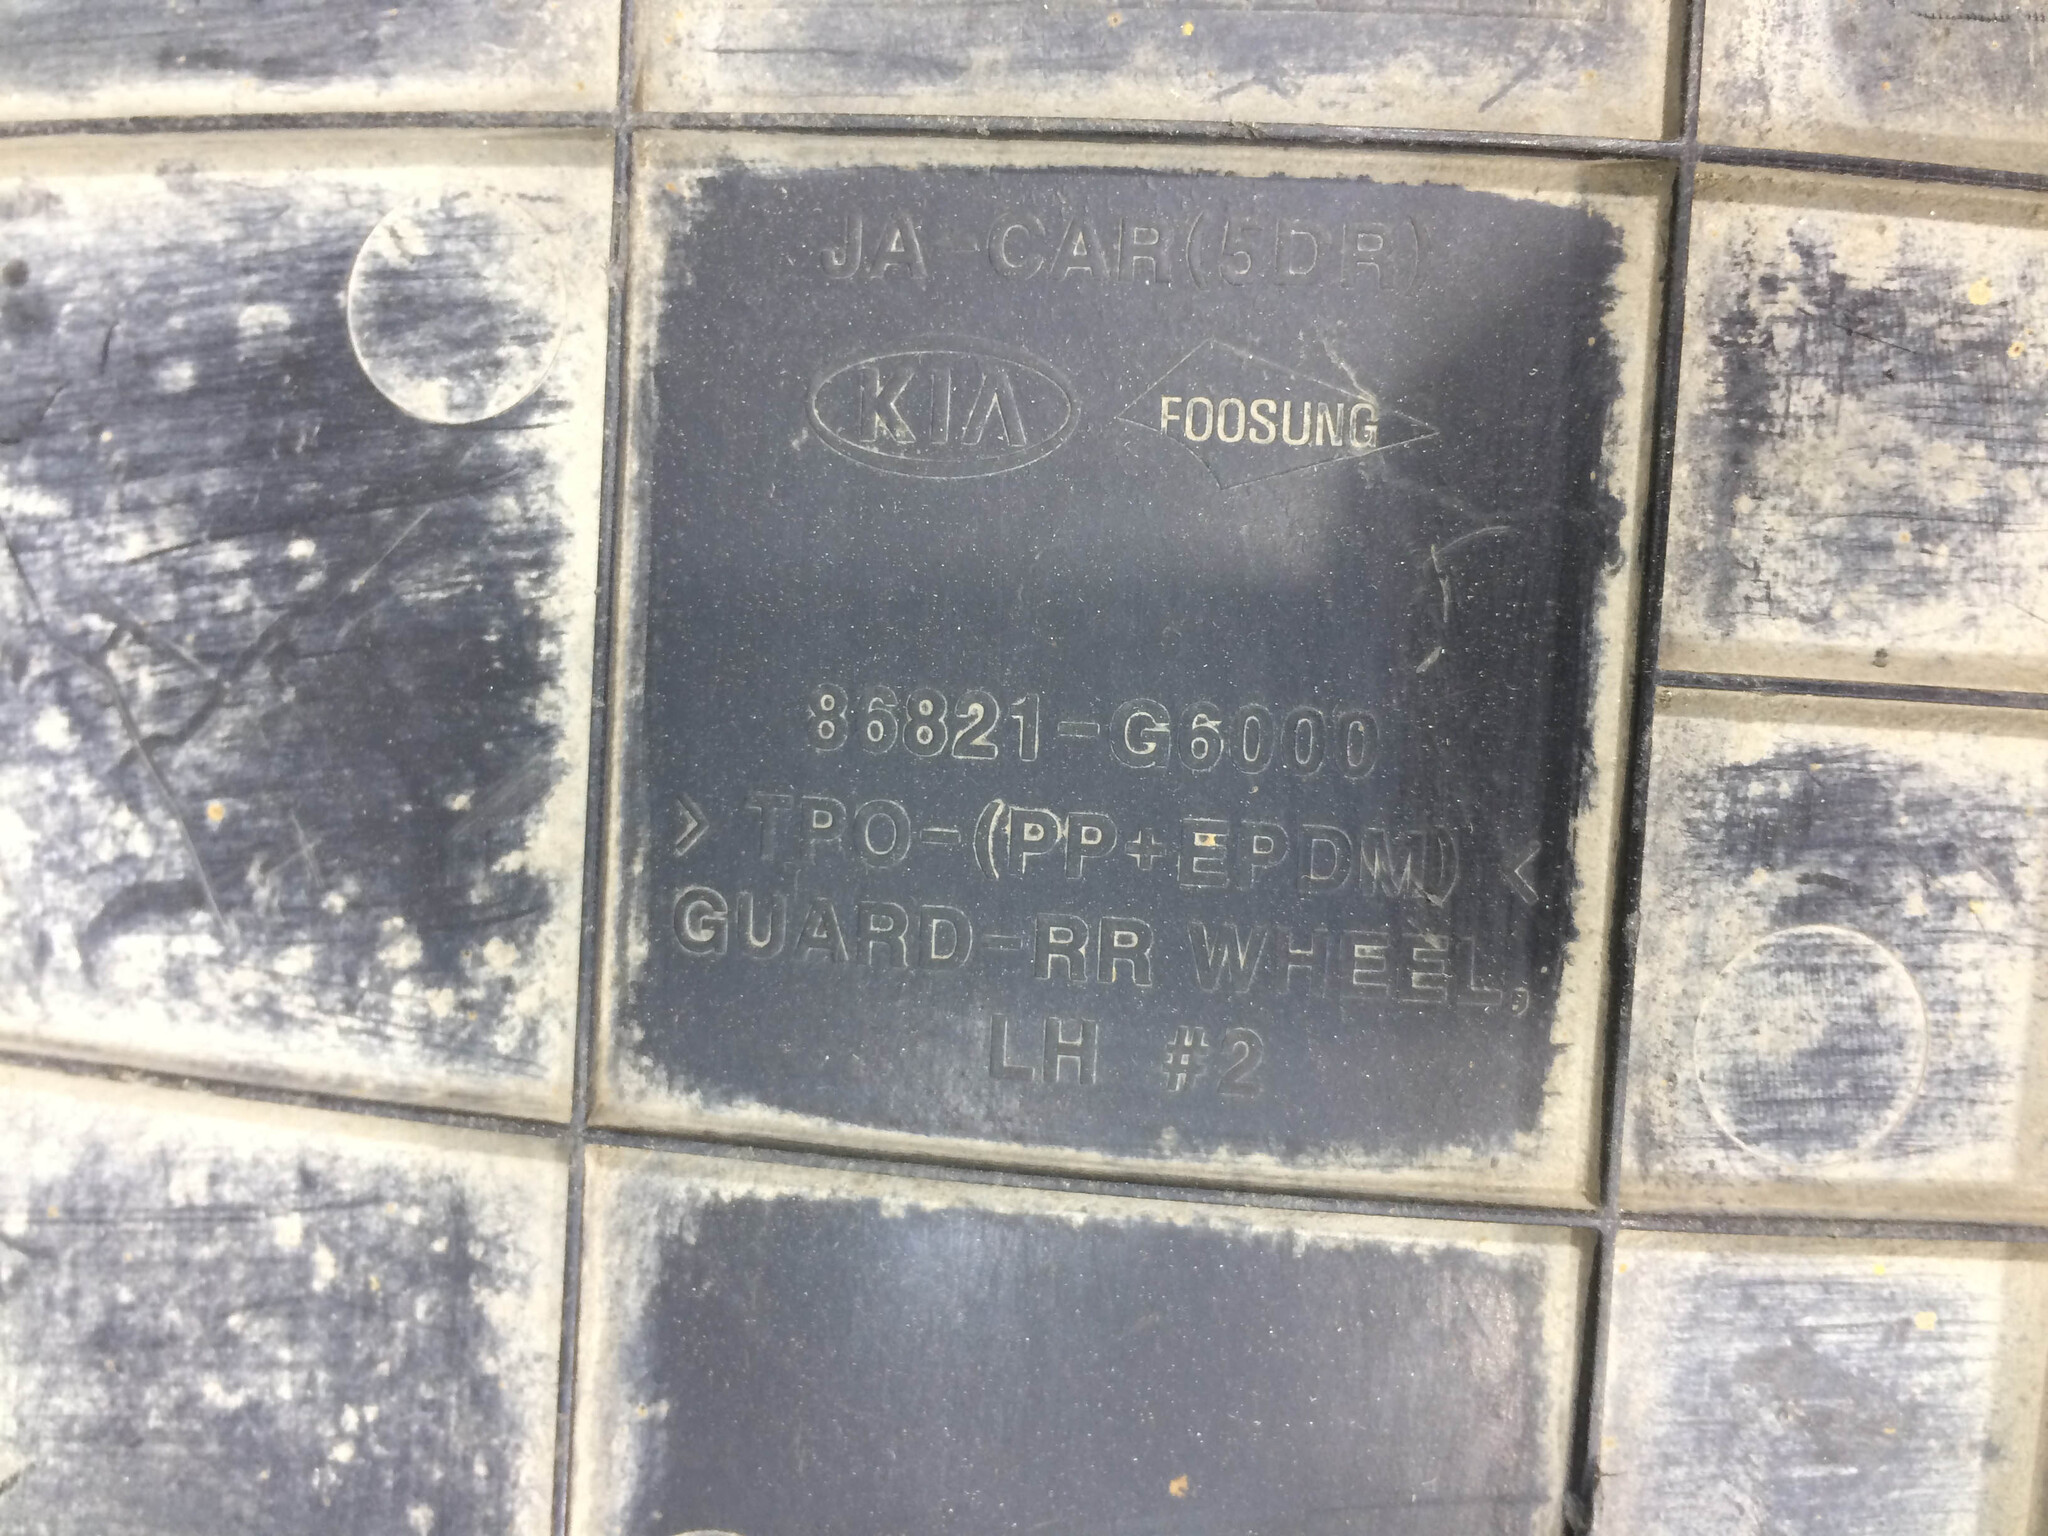 JA-CAR(5DR)
KIA FOOSUNG
86821-G6000
> TPO-(PP+EPDM) <
GUARD-RR WHEEL,
LH #2